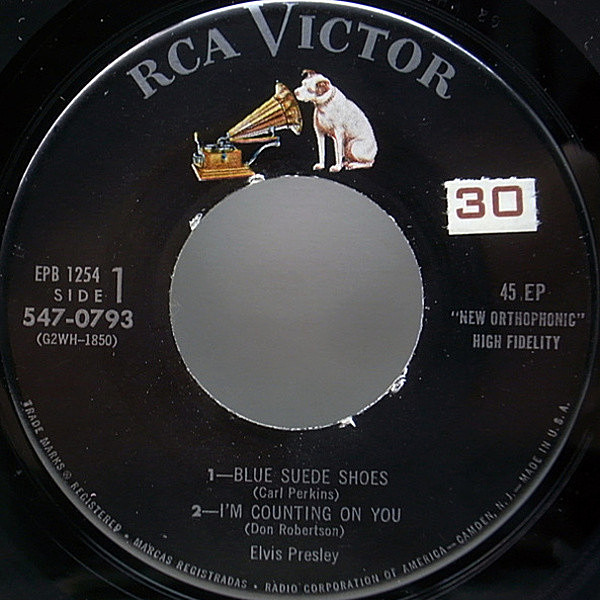 RCA VICTOR
30
EPB 1254
SIDE 1
547-0793
(G2WH-1850)
45 EP
"NEW ORTHOPHONIC"
HIGH FIDELITY
1—BLUE SUEDE SHOES
(Carl Perkins)
2—I'M COUNTING ON YOU
(Don Robertson)
Elvis Presley
TRADE MARKS ® REGISTERED • MARCAS REGISTRADAS • RADIO CORPORATION OF AMERICA—CAMDEN, N. J.—MADE IN U. S. A.